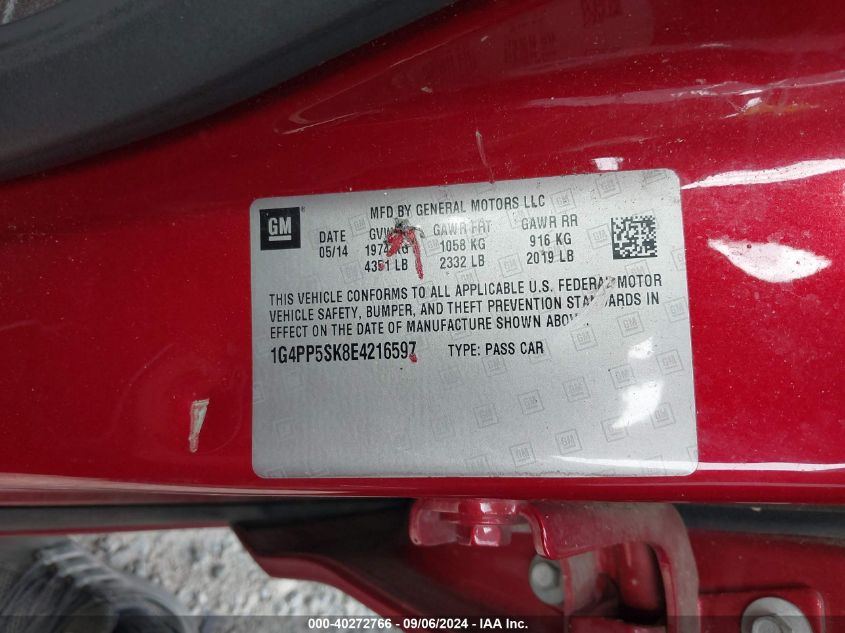 GM
MFD BY GENERAL MOTORS LLC
DATE GAWR FRT GAWR RR
05/14 1058 KG 916 KG
4351 LB 2332 LB 2019 LB
THIS VEHICLE CONFORMS TO ALL APPLICABLE U.S. FEDERAL MOTOR
VEHICLE SAFETY, BUMPER, AND THEFT PREVENTION STANDARDS IN
EFFECT ON THE DATE OF MANUFACTURE SHOWN ABOVE
1G4PP5SK8E4216597 TYPE: PASS CAR
000-40272766 - 09/06/2024 - IAA Inc.